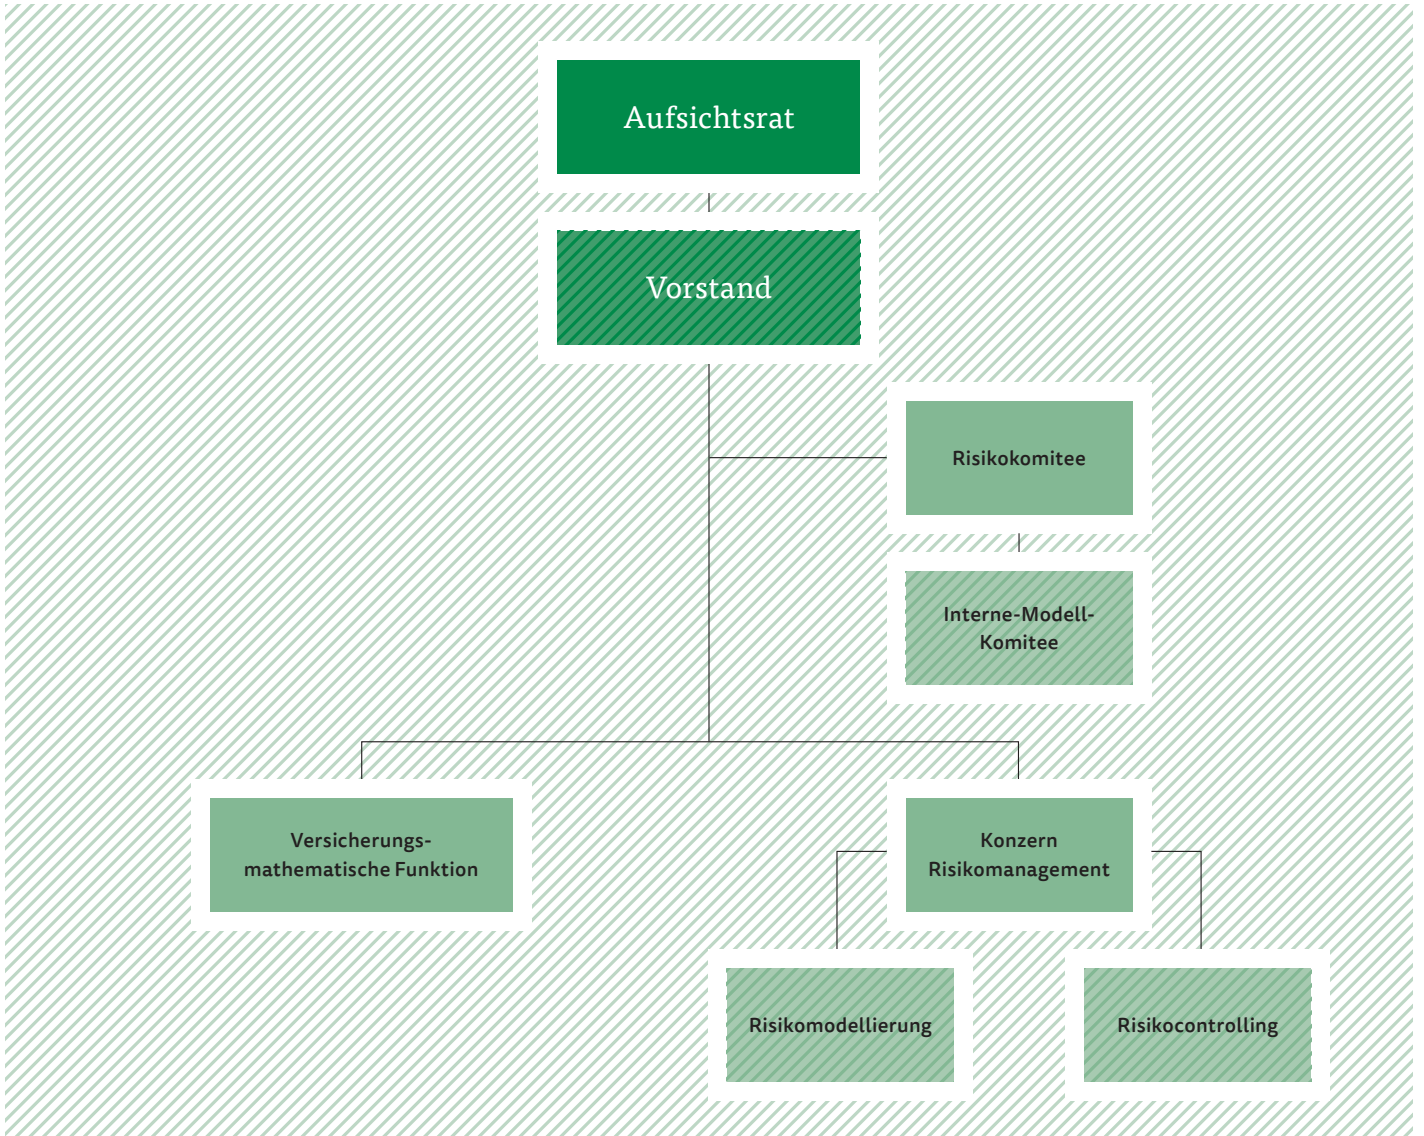 Aufsichtsrat
Vorstand
Risikokomitee
Interne-Modell-
Komitee
Versicherungs-
mathematische Funktion
Konzern
Risikomanagement
Risikomodellierung
Risikocontrolling